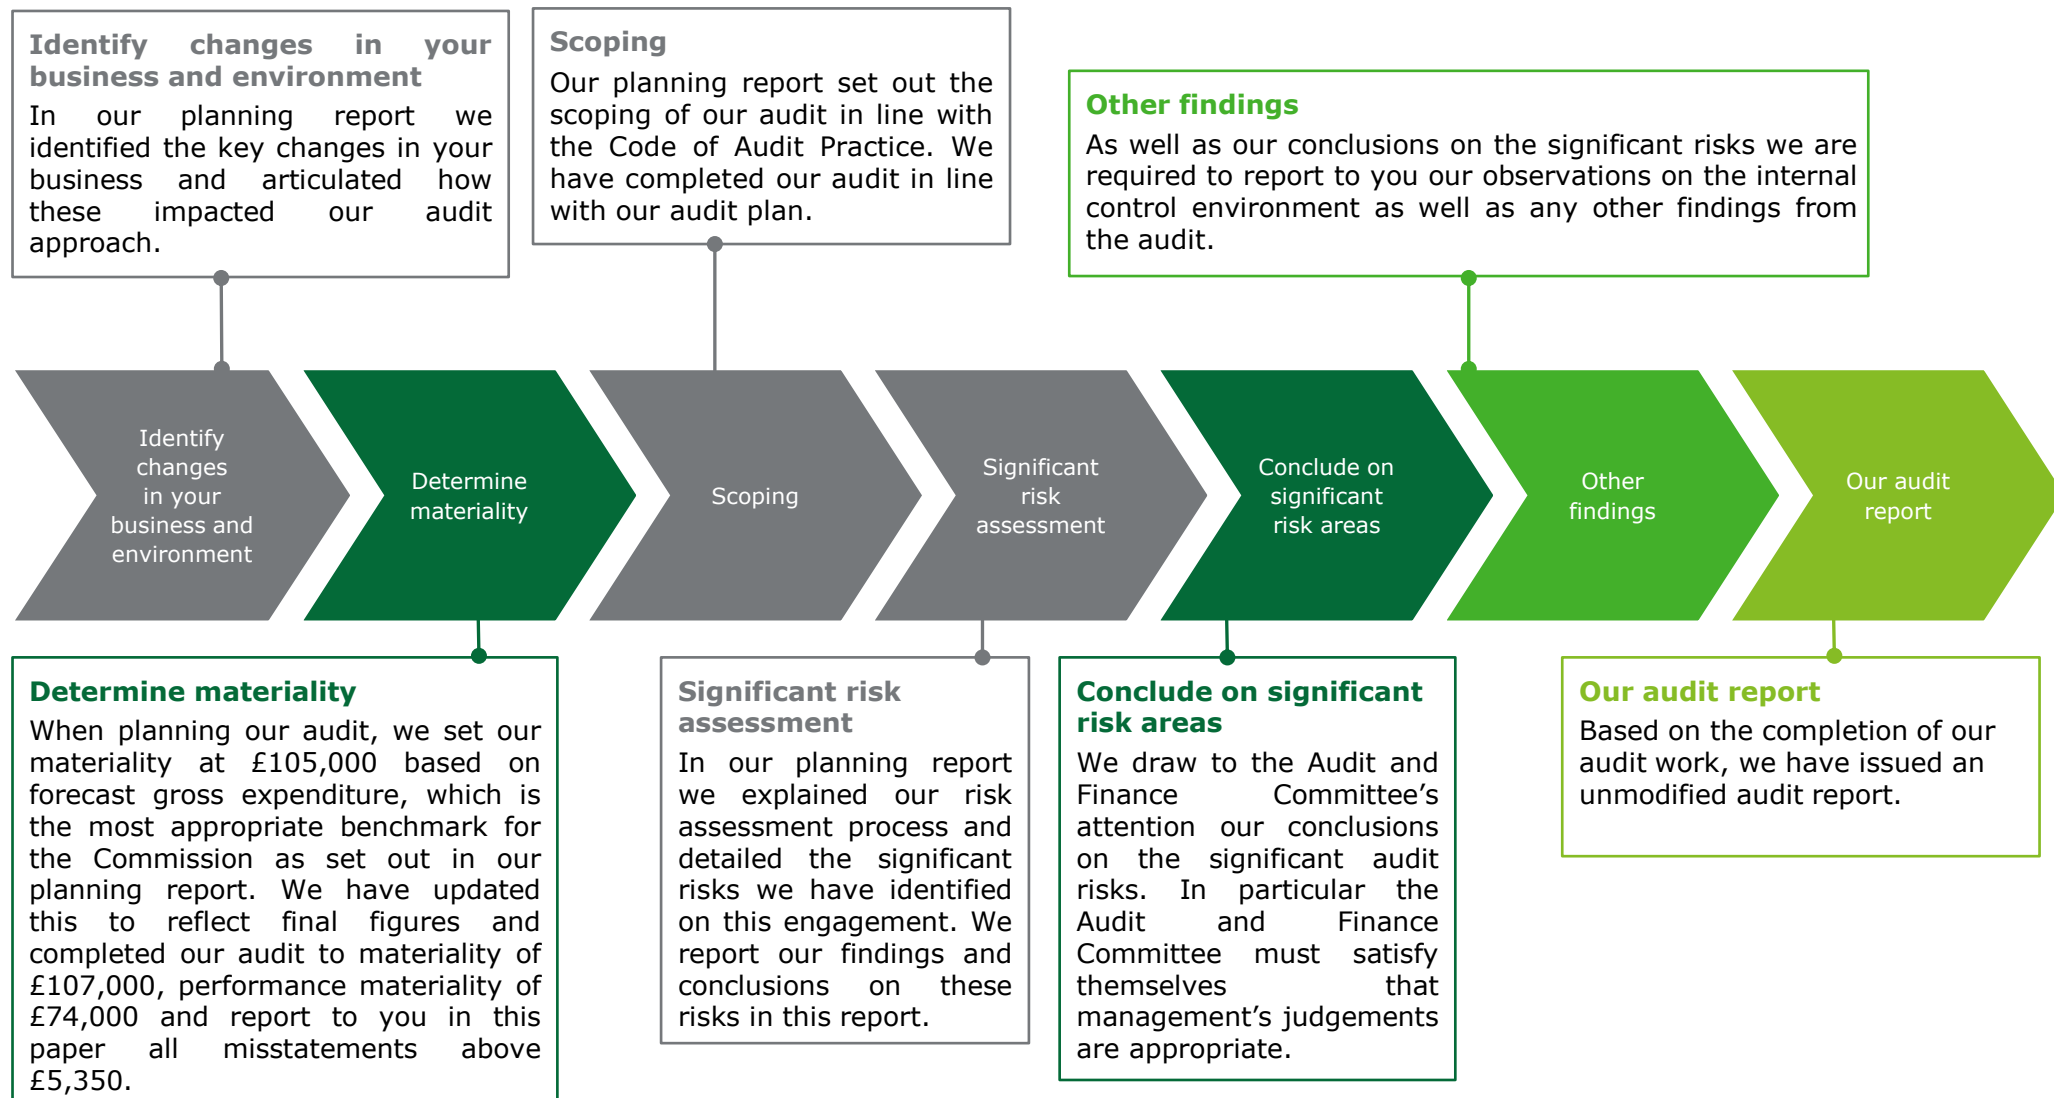 Identify changes in your
business and environment
In our planning report we
identified the key changes in your
business and articulated how
these impacted our audit
approach.
Scoping
Our planning report set out the
scoping of our audit in line with
the Code of Audit Practice. We
have completed our audit in line
with our audit plan.
Other findings
As well as our conclusions on the significant risks we are
required to report to you our observations on the internal
control environment as well as any other findings from
the audit.
Identify
changes
in your
business and
environment
Determine
materiality
Scoping
Significant
risk
assessment
Conclude on
significant
risk areas
Other
findings
Our audit
report
Determine materiality
When planning our audit, we set our
materiality at £105,000 based on
forecast gross expenditure, which is
the most appropriate benchmark for
the Commission as set out in our
planning report. We have updated
this to reflect final figures and
completed our audit to materiality of
£107,000, performance materiality of
£74,000 and report to you in this
paper all misstatements above
£5,350.
Significant risk
assessment
In our planning report
we explained our risk
assessment process and
detailed the significant
risks we have identified
on this engagement. We
report our findings and
conclusions on these
risks in this report.
Conclude on significant
risk areas
We draw to the Audit and
Finance Committee’s
attention our conclusions
on the significant audit
risks. In particular the
Audit and Finance
Committee must satisfy
themselves that
management’s judgements
are appropriate.
Our audit report
Based on the completion of our
audit work, we have issued an
unmodified audit report.